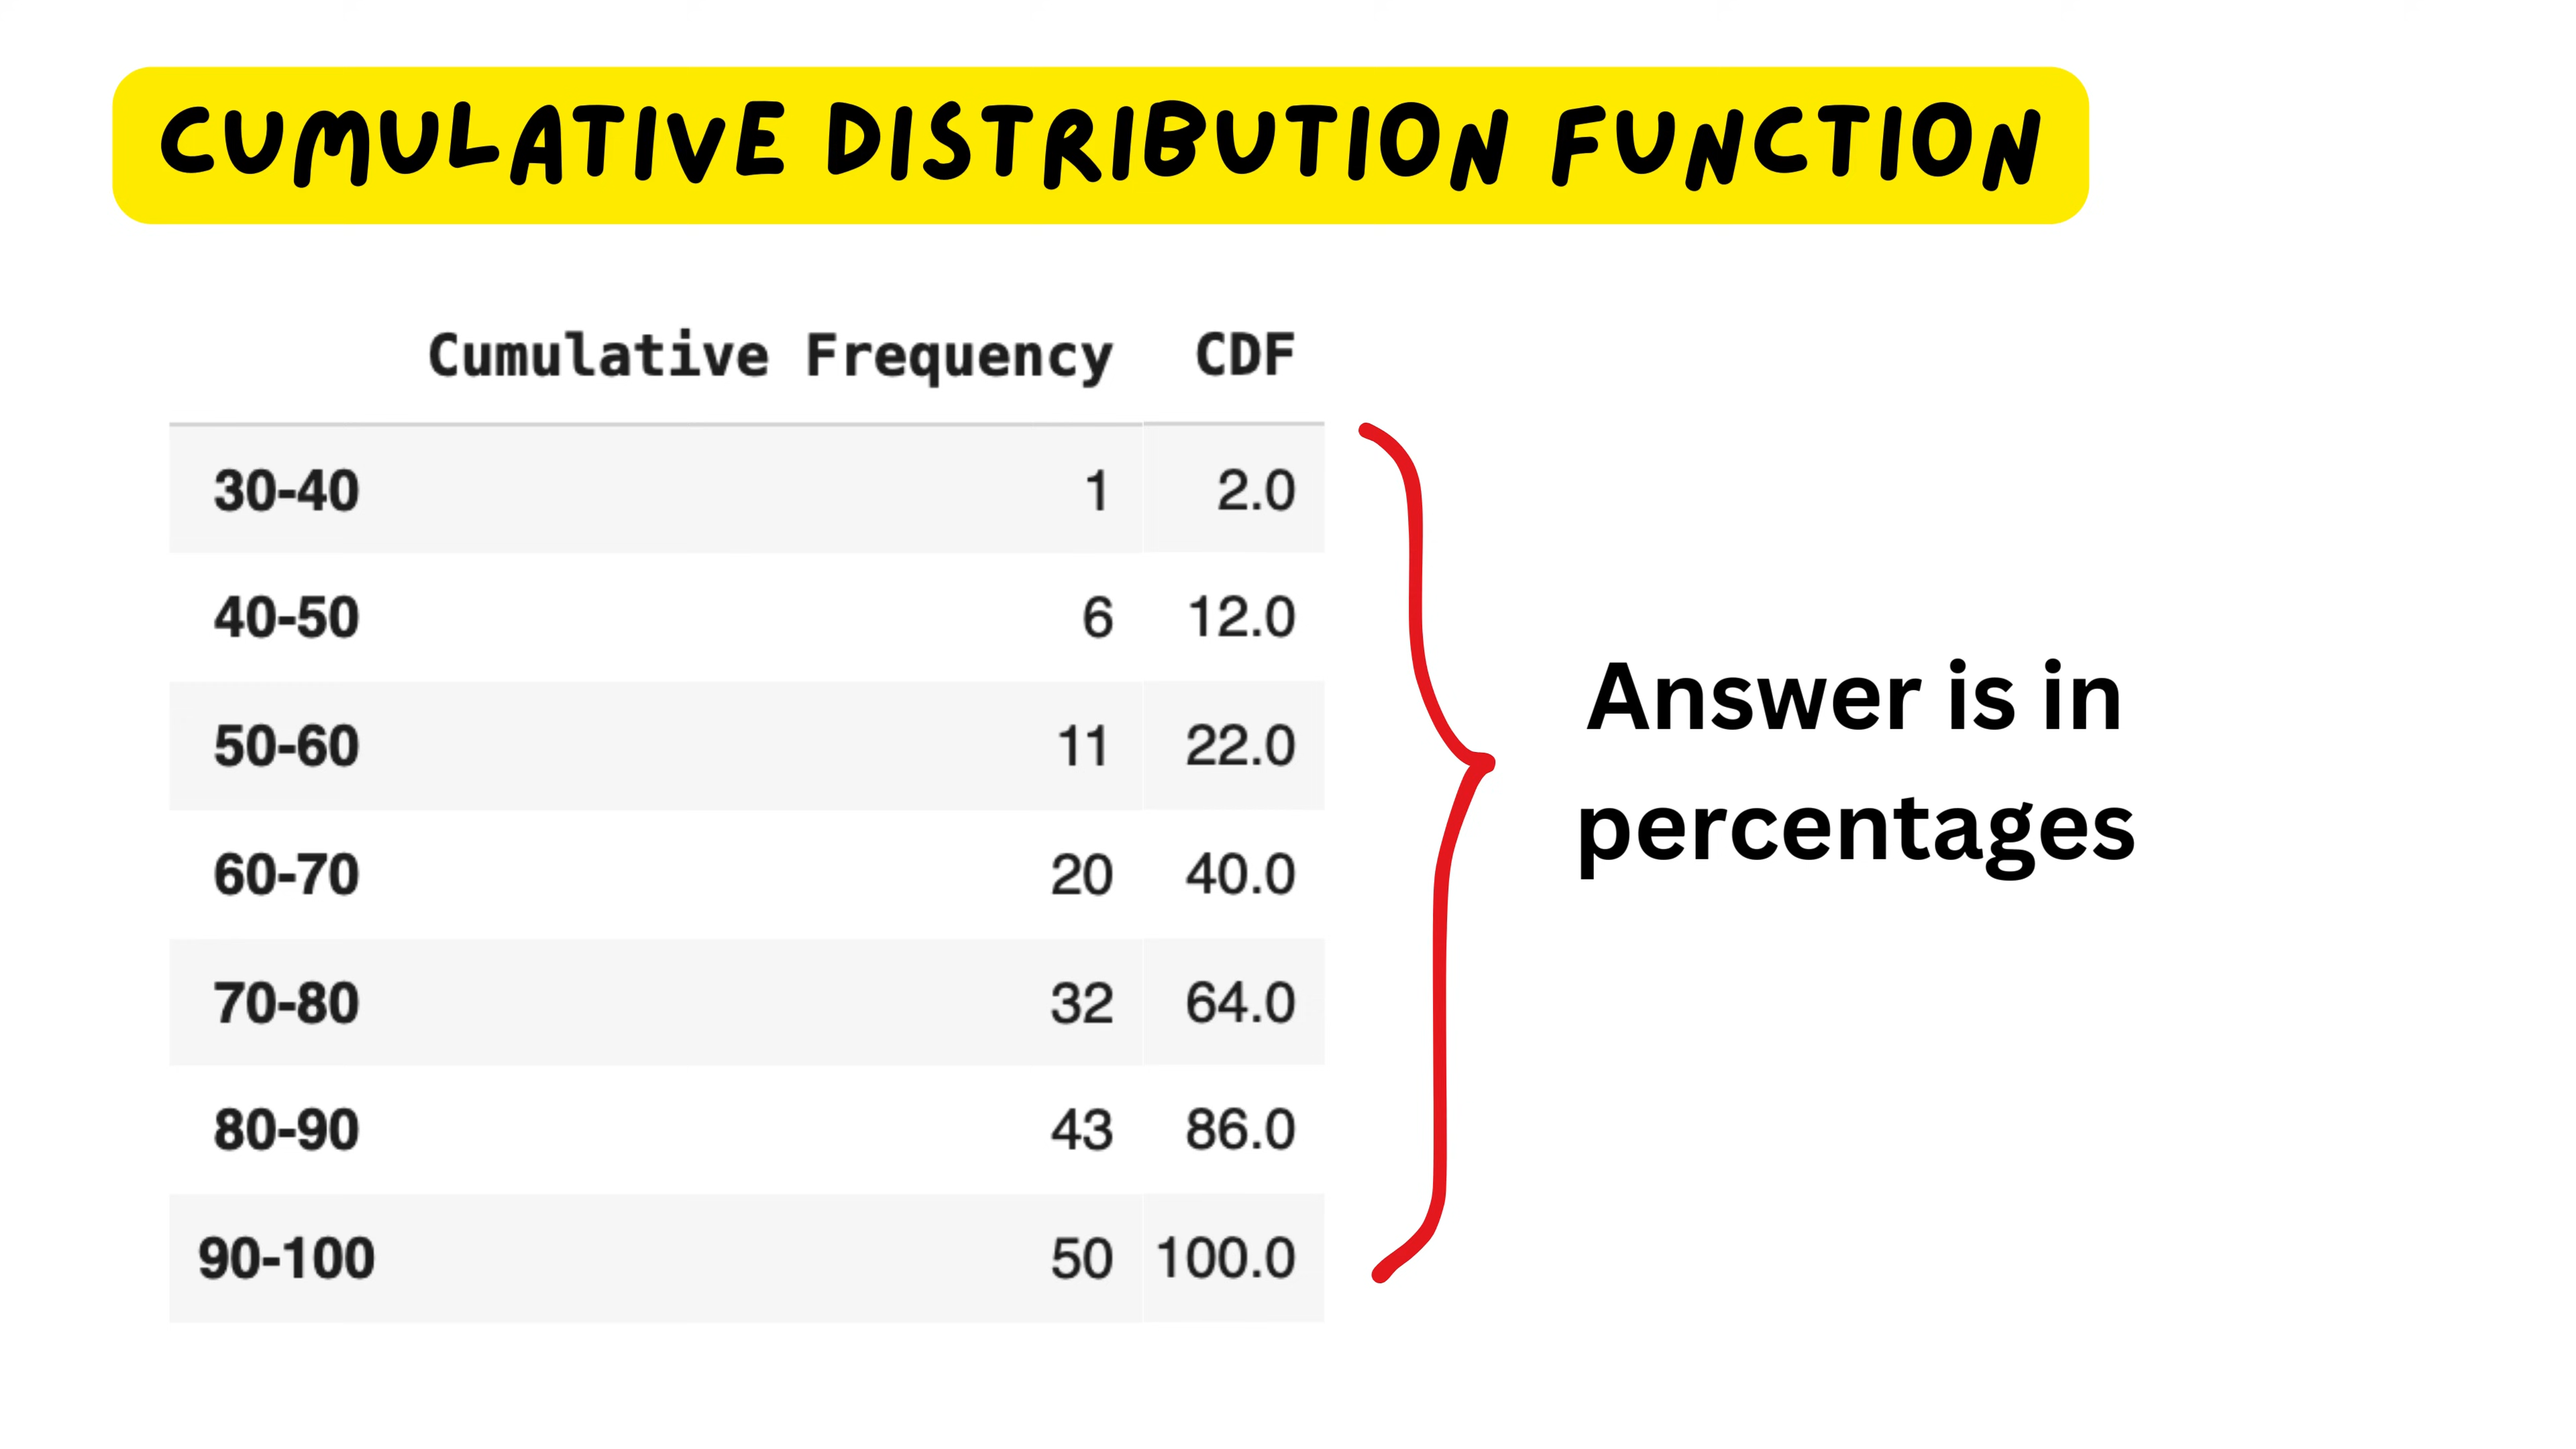 CUMULATIVE DISTRIBUTION FUNCTION
Cumulative Frequency CDF
30-40 1 2.0
40-50 6 12.0
50-60 11 22.0
60-70 20 40.0
70-80 32 64.0
80-90 43 86.0
90-100 50 100.0
Answer is in
percentages